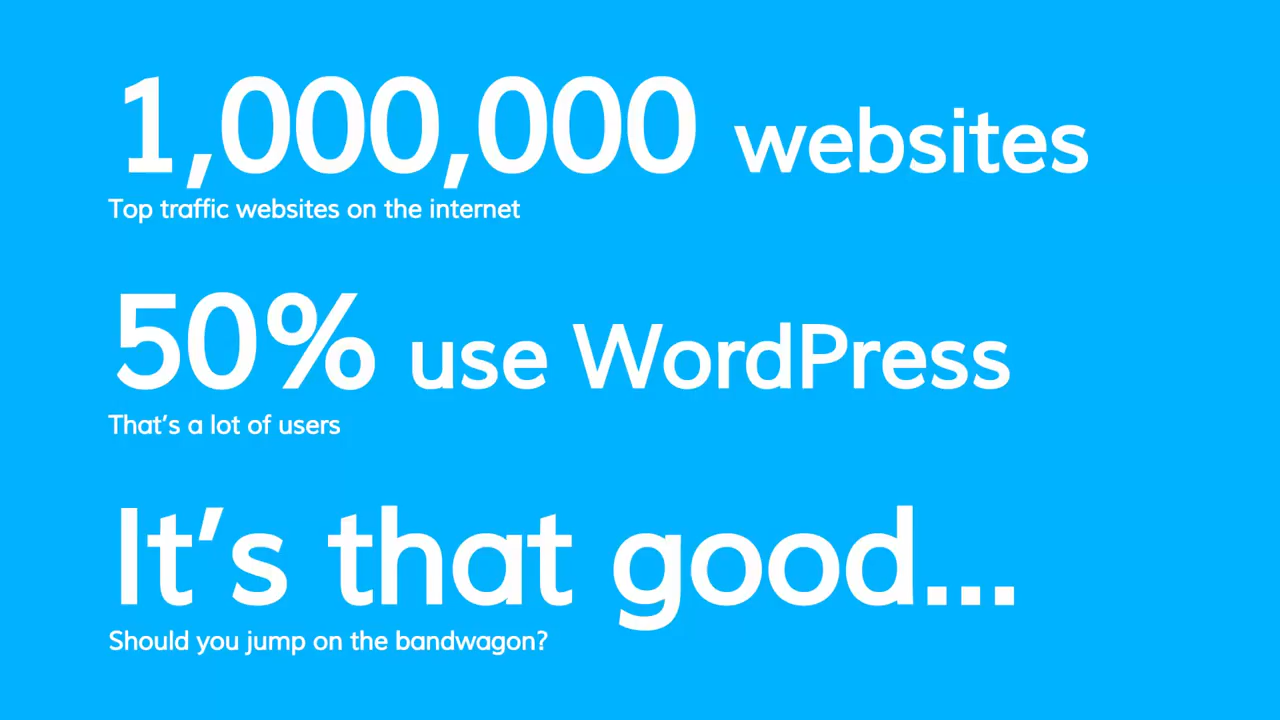 1,000,000 websites
Top traffic websites on the internet
50% use WordPress
That's a lot of users
It's that good...
Should you jump on the bandwagon?